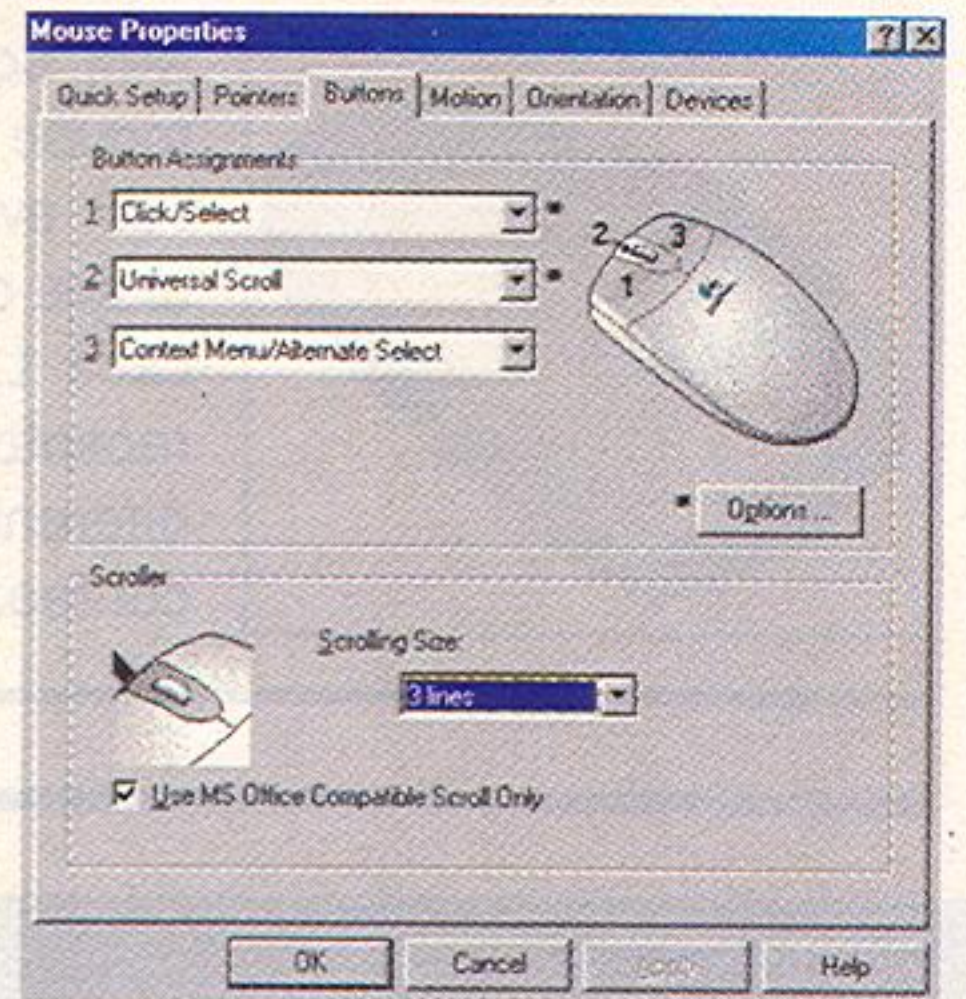 Mouse Properties
Quick Setup Pointers Buttons Motion Orientation Devices
Button Assignments
1 Click/Select *
2 Universal Scroll *
3 Context Menu/Alternate Select
2 3
1
* Options ...
Scroller
Scrolling Size:
3 lines
Use MS Office Compatible Scroll Only
OK Cancel Apply Help